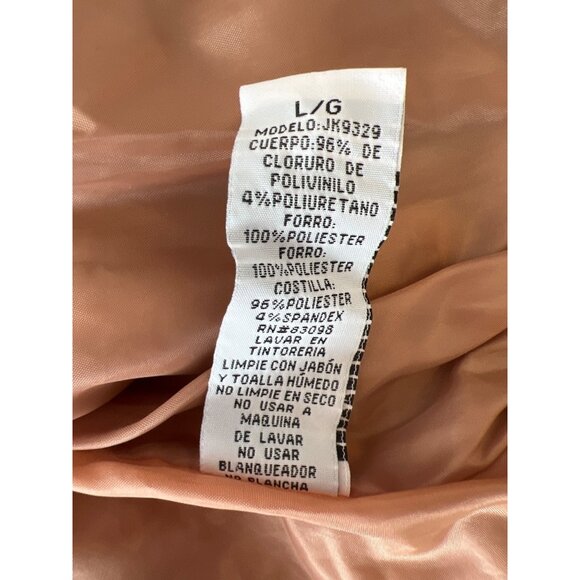 L/G
MODELO:JK9329
CUERPO:96% DE
CLORURO DE
POLIVINILO
4%POLIURETANO
FORRO:
100%POLIESTER
FORRO:
100%POLIESTER
COSTILLA:
96%POLIESTER
4%SPANDEX
RN#83098
LAVAR EN
TINTORERIA
LIMPIE CON JABÓN
Y TOALLA HÚMEDO
NO LIMPIE EN SECO
NO USAR A
MAQUINA
DE LAVAR
NO USAR
BLANQUEADOR
NO PLANCHA